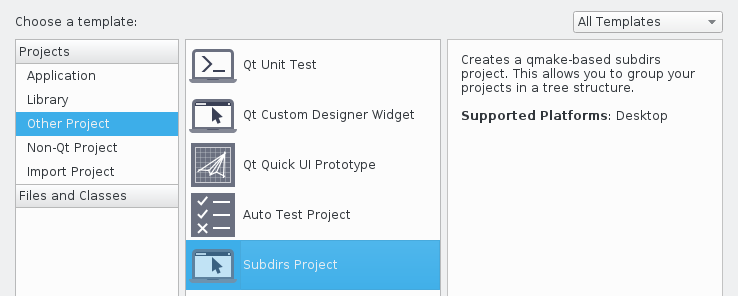 Choose a template:
All Templates
Projects
Application
Library
Other Project
Non-Qt Project
Import Project
Files and Classes
Qt Unit Test
Qt Custom Designer Widget
Qt Quick UI Prototype
Auto Test Project
Subdirs Project
Creates a qmake-based subdirs
project. This allows you to group your
projects in a tree structure.
Supported Platforms: Desktop